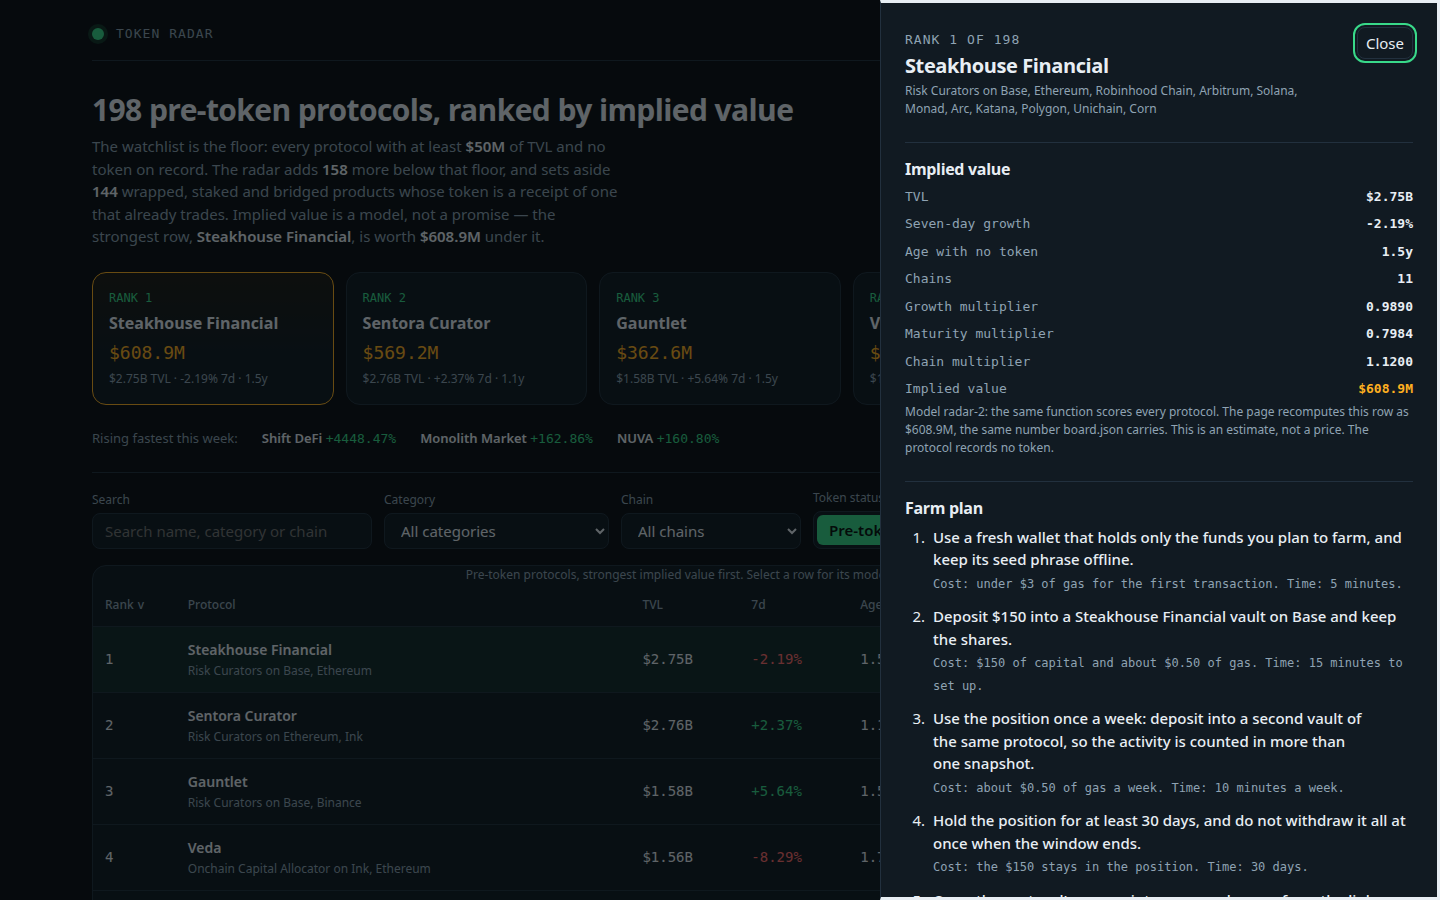 TOKEN RADAR
198 pre-token protocols, ranked by implied value
The watchlist is the floor: every protocol with at least $50M of TVL and no
token on record. The radar adds 158 more below that floor, and sets aside
144 wrapped, staked and bridged products whose token is a receipt of one
that already trades. Implied value is a model, not a promise — the
strongest row, Steakhouse Financial, is worth $608.9M under it.
RANK 1
Steakhouse Financial
$608.9M
$2.75B TVL · -2.19% 7d · 1.5y
RANK 2
Sentora Curator
$569.2M
$2.76B TVL · +2.37% 7d · 1.1y
RANK 3
Gauntlet
$362.6M
$1.58B TVL · +5.64% 7d · 1.5y
Rising fastest this week: Shift DeFi +4448.47% Monolith Market +162.86% NUVA +160.80%
Search
Search name, category or chain
Category
All categories
Chain
All chains
Token status
Pre-tok
Pre-token protocols, strongest implied value first. Select a row for its mod
Rank v Protocol TVL 7d Age
1 Steakhouse Financial $2.75B -2.19% 1.5
Risk Curators on Base, Ethereum
2 Sentora Curator $2.76B +2.37% 1.
Risk Curators on Ethereum, Ink
3 Gauntlet $1.58B +5.64% 1.5
Risk Curators on Base, Binance
4 Veda $1.56B -8.29% 1.
Onchain Capital Allocator on Ink, Ethereum
RANK 1 OF 198
Close
Steakhouse Financial
Risk Curators on Base, Ethereum, Robinhood Chain, Arbitrum, Solana,
Monad, Arc, Katana, Polygon, Unichain, Corn
Implied value
TVL $2.75B
Seven-day growth -2.19%
Age with no token 1.5y
Chains 11
Growth multiplier 0.9890
Maturity multiplier 0.7984
Chain multiplier 1.1200
Implied value $608.9M
Model radar-2: the same function scores every protocol. The page recomputes this row as
$608.9M, the same number board.json carries. This is an estimate, not a price. The
protocol records no token.
Farm plan
1. Use a fresh wallet that holds only the funds you plan to farm, and
keep its seed phrase offline.
Cost: under $3 of gas for the first transaction. Time: 5 minutes.
2. Deposit $150 into a Steakhouse Financial vault on Base and keep
the shares.
Cost: $150 of capital and about $0.50 of gas. Time: 15 minutes to
set up.
3. Use the position once a week: deposit into a second vault of
the same protocol, so the activity is counted in more than
one snapshot.
Cost: about $0.50 of gas a week. Time: 10 minutes a week.
4. Hold the position for at least 30 days, and do not withdraw it all at
once when the window ends.
Cost: the $150 stays in the position. Time: 30 days.